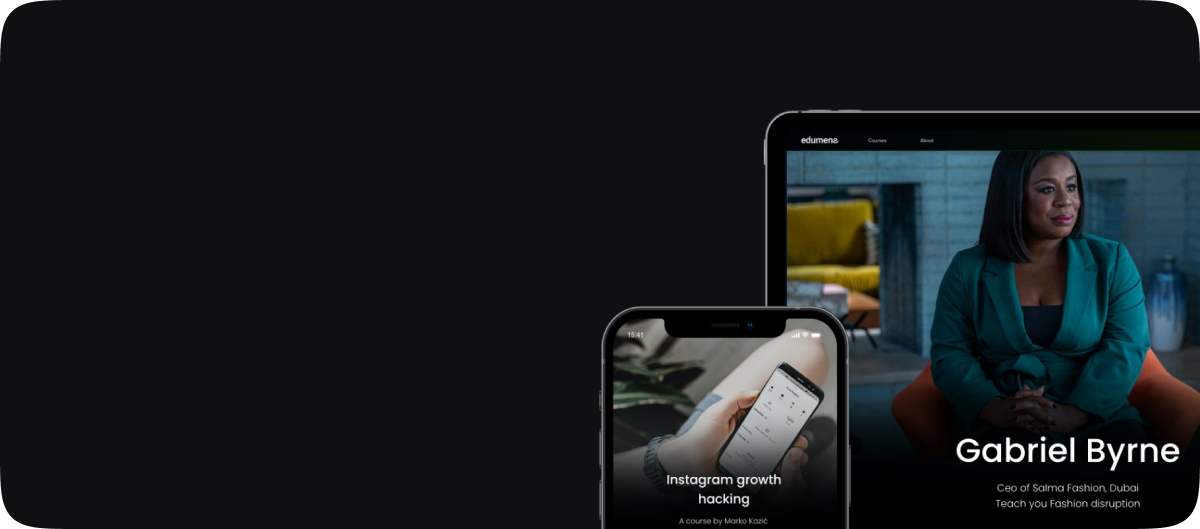 edumena
Courses
About
Gabriel Byrne
Ceo of Salma Fashion, Dubai
Teach you Fashion disruption
15:41
Instagram growth
hacking
A course by Marko Kazić